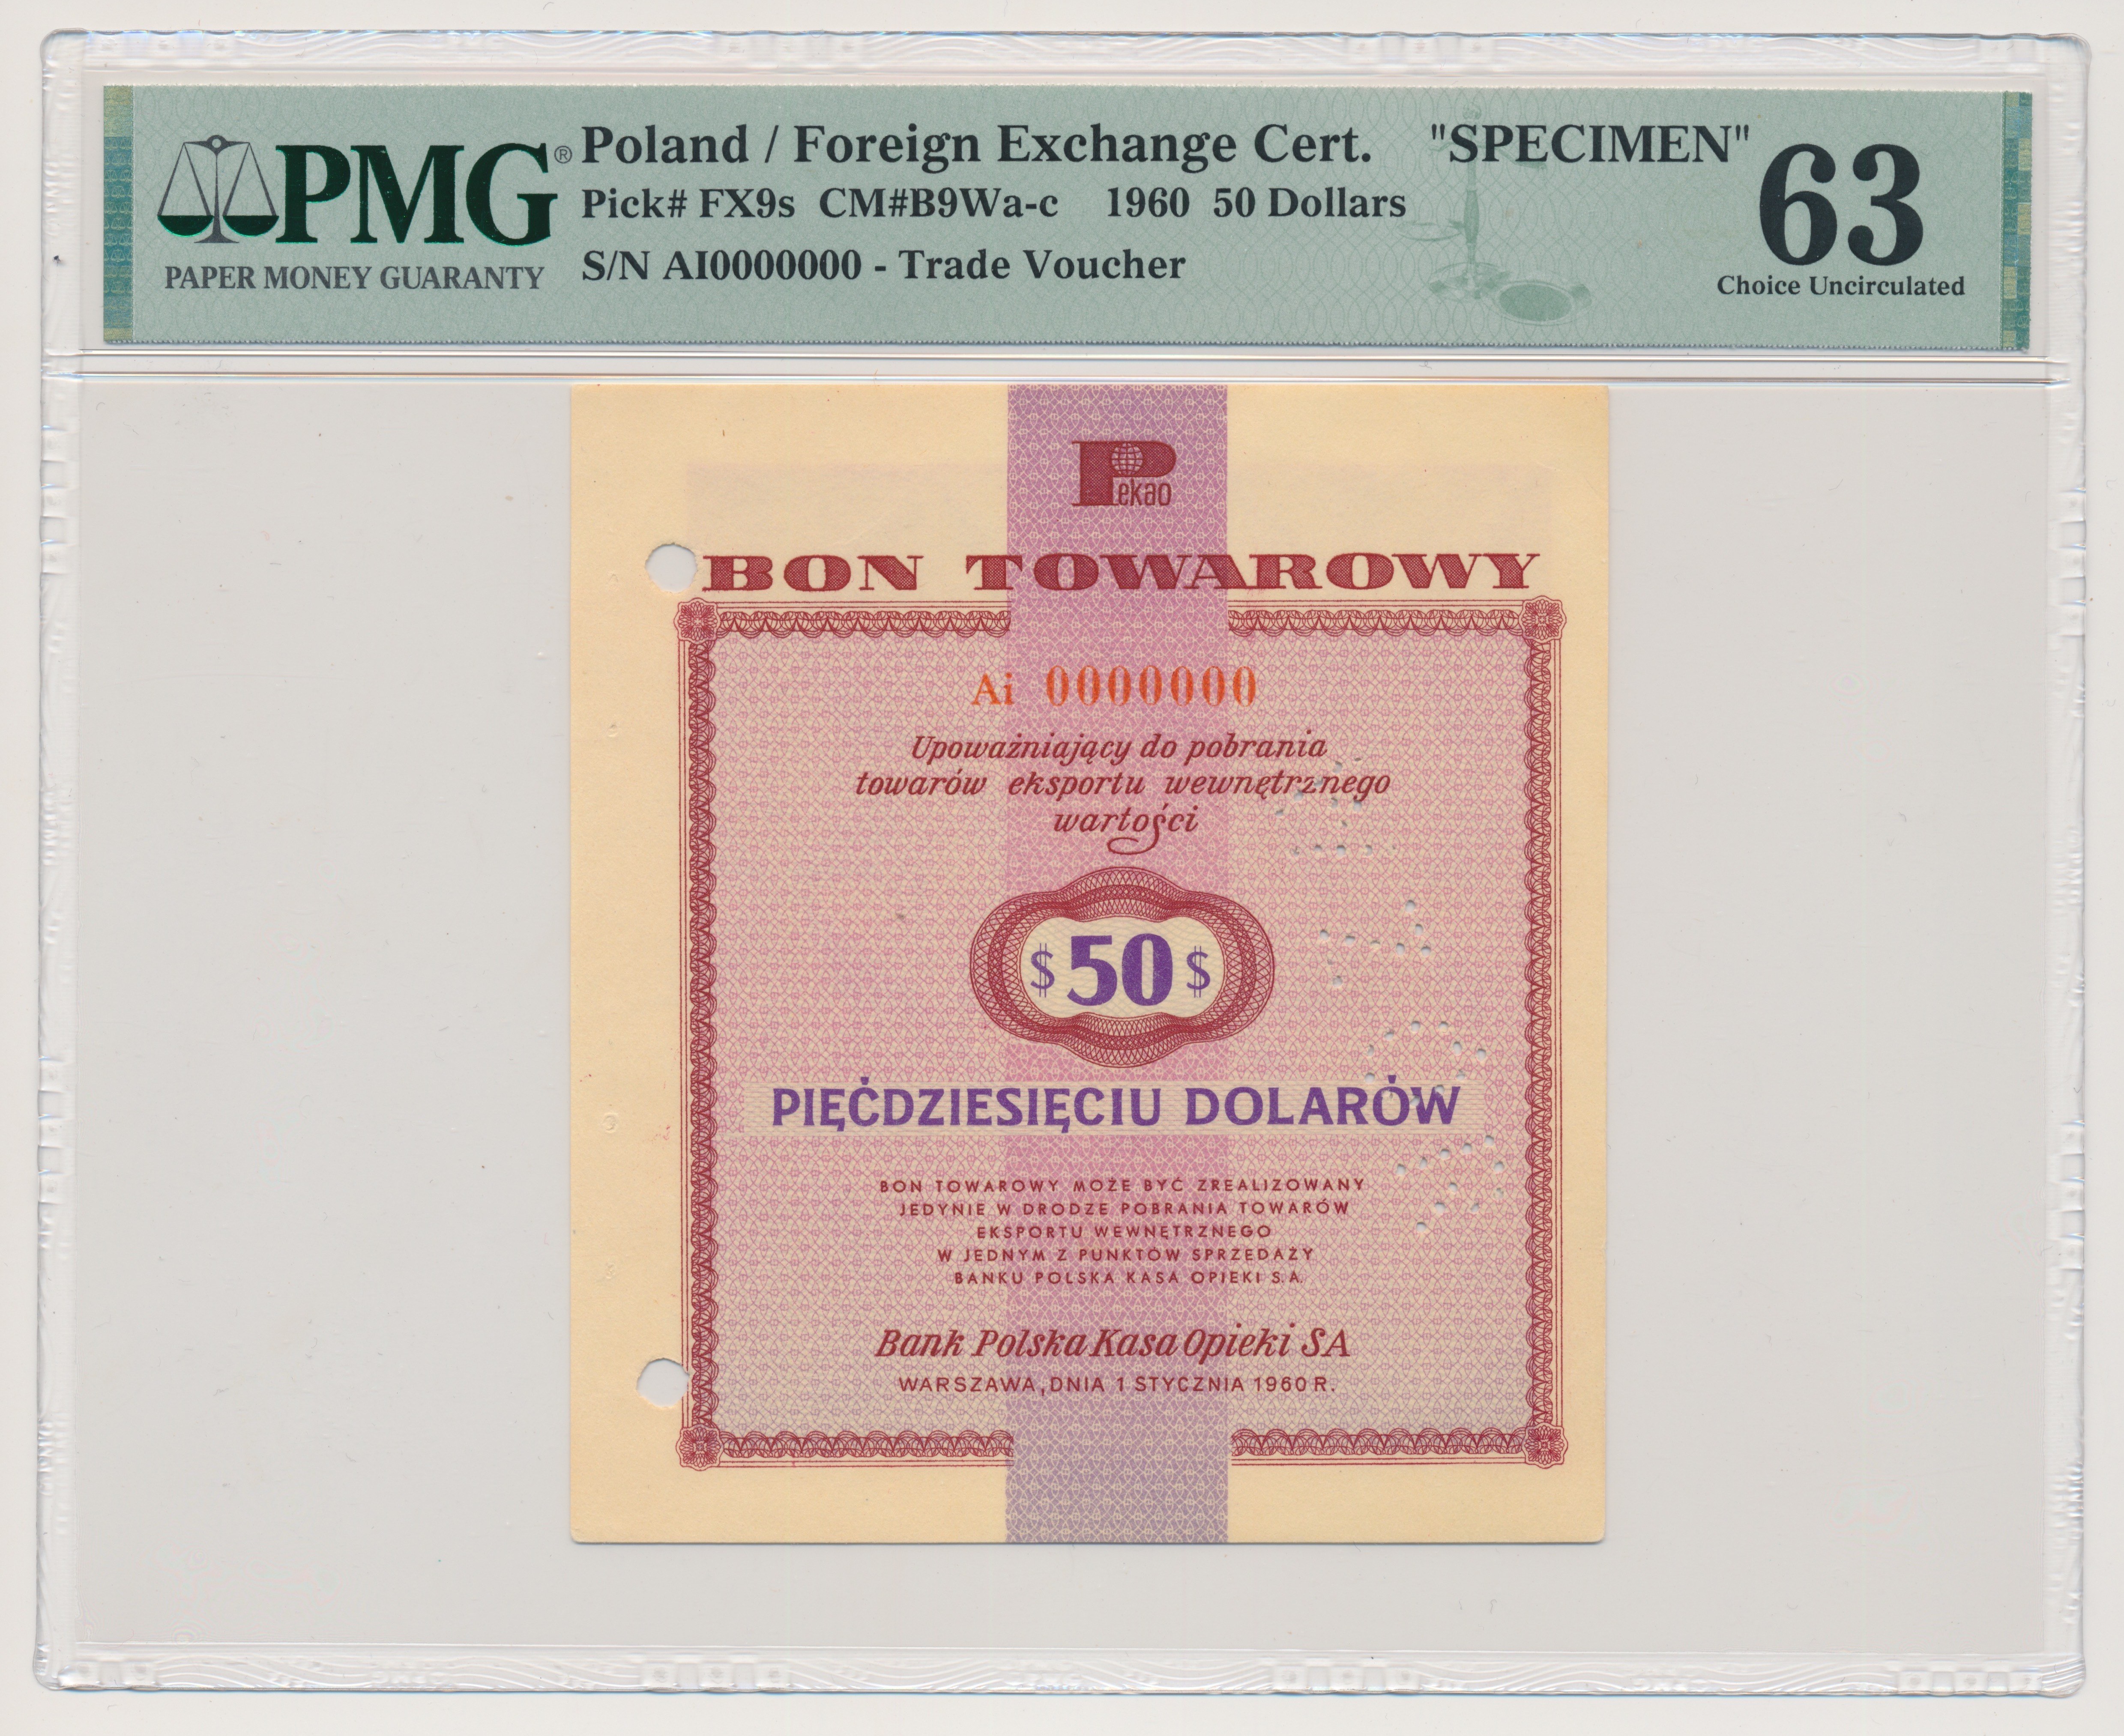 PMG®
PAPER MONEY GUARANTY
Poland / Foreign Exchange Cert. "SPECIMEN"
Pick# FX9s CM#B9Wa-c 1960 50 Dollars
S/N AI0000000 - Trade Voucher
63
Choice Uncirculated
Pekao
BON TOWAROWY
Ai 0000000
Upoważniający do pobrania
towarów eksportu wewnętrznego
wartości
$50$
PIĘĆDZIESIĘCIU DOLARÓW
BON TOWAROWY MOŻE BYĆ ZREALIZOWANY
JEDYNIE W DRODZE POBRANIA TOWARÓW
EKSPORTU WEWNĘTRZNEGO
W JEDNYM Z PUNKTÓW SPRZEDAŻY
BANKU POLSKA KASA OPIEKI S.A.
Bank Polska Kasa Opieki SA
WARSZAWA, DNIA 1 STYCZNIA 1960 R.